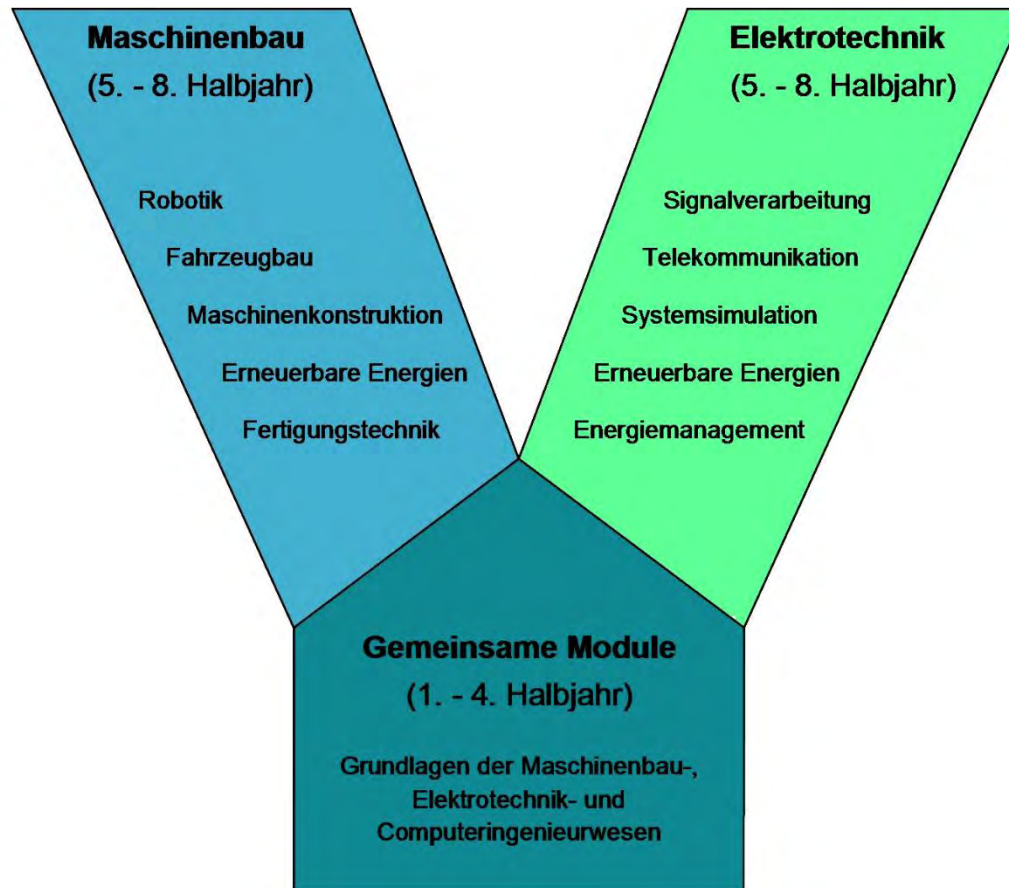 Maschinenbau
(5. - 8. Halbjahr)
Robotik
Fahrzeugbau
Maschinenkonstruktion
Erneuerbare Energien
Fertigungstechnik
Elektrotechnik
(5. - 8. Halbjahr)
Signalverarbeitung
Telekommunikation
Systemsimulation
Erneuerbare Energien
Energiemanagement
Gemeinsame Module
(1. - 4. Halbjahr)
Grundlagen der Maschinenbau-,
Elektrotechnik- und
Computeringenieurwesen